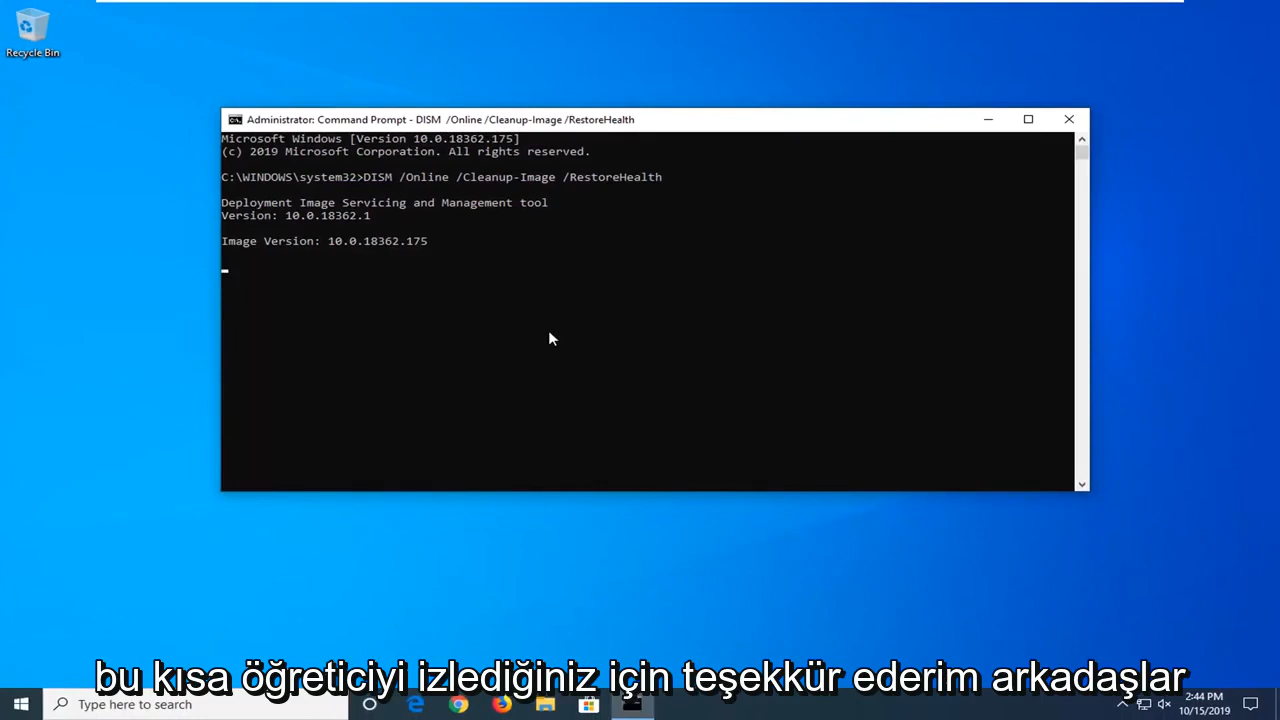 Recycle Bin
Administrator: Command Prompt - DISM /Online /Cleanup-Image /RestoreHealth
Microsoft Windows [Version 10.0.18362.175]
(c) 2019 Microsoft Corporation. All rights reserved.
C:\WINDOWS\system32>DISM /Online /Cleanup-Image /RestoreHealth
Deployment Image Servicing and Management tool
Version: 10.0.18362.1
Image Version: 10.0.18362.175
bu kısa öğreticiyi izlediğiniz için teşekkür ederim arkadaşlar
Type here to search
2:44 PM
10/15/2019